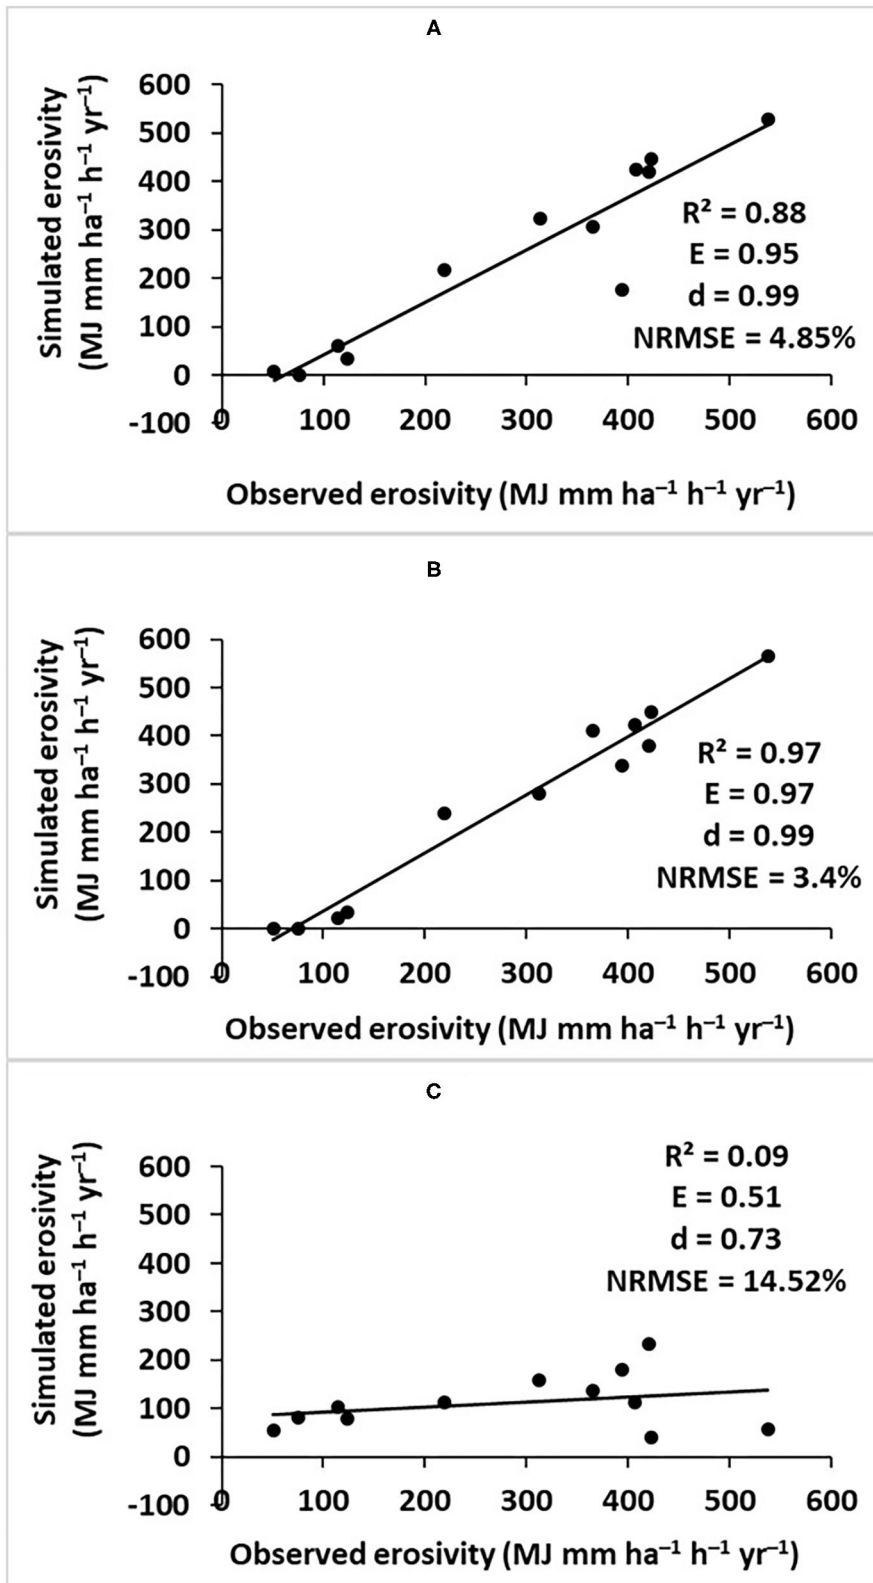 A
Simulated erosivity
(MJ mm ha⁻¹ h⁻¹ yr⁻¹)
600
500
400
300
200
100
0
-100
R² = 0.88
E = 0.95
d = 0.99
NRMSE = 4.85%
0 100 200 300 400 500 600
Observed erosivity (MJ mm ha⁻¹ h⁻¹ yr⁻¹)
B
Simulated erosivity
(MJ mm ha⁻¹ h⁻¹ yr⁻¹)
600
500
400
300
200
100
0
-100
R² = 0.97
E = 0.97
d = 0.99
NRMSE = 3.4%
0 100 200 300 400 500 600
Observed erosivity (MJ mm ha⁻¹ h⁻¹ yr⁻¹)
C
Simulated erosivity
(MJ mm ha⁻¹ h⁻¹ yr⁻¹)
600
500
400
300
200
100
0
-100
R² = 0.09
E = 0.51
d = 0.73
NRMSE = 14.52%
0 100 200 300 400 500 600
Observed erosivity (MJ mm ha⁻¹ h⁻¹ yr⁻¹)